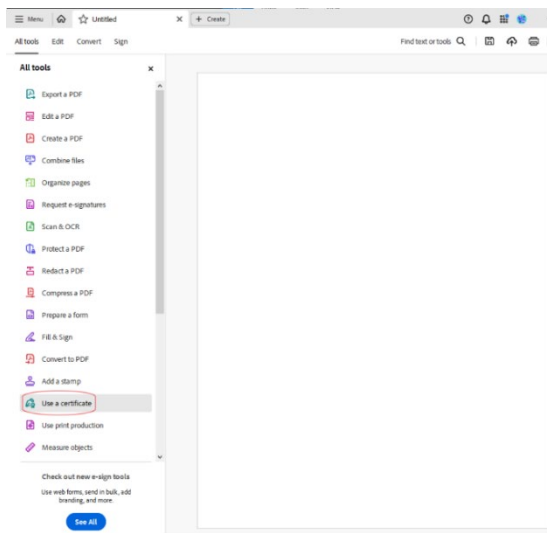 Menu
Untitled
+ Create
All tools Edit Convert Sign
Find text or tools
All tools
Export a PDF
Edit a PDF
Create a PDF
Combine files
Organize pages
Request e-signatures
Scan & OCR
Protect a PDF
Redact a PDF
Compress a PDF
Prepare a form
Fill & Sign
Convert to PDF
Add a stamp
Use a certificate
Use print production
Measure objects
Check out new e-sign tools
Use web forms, send in bulk, add
branding, and more.
See All